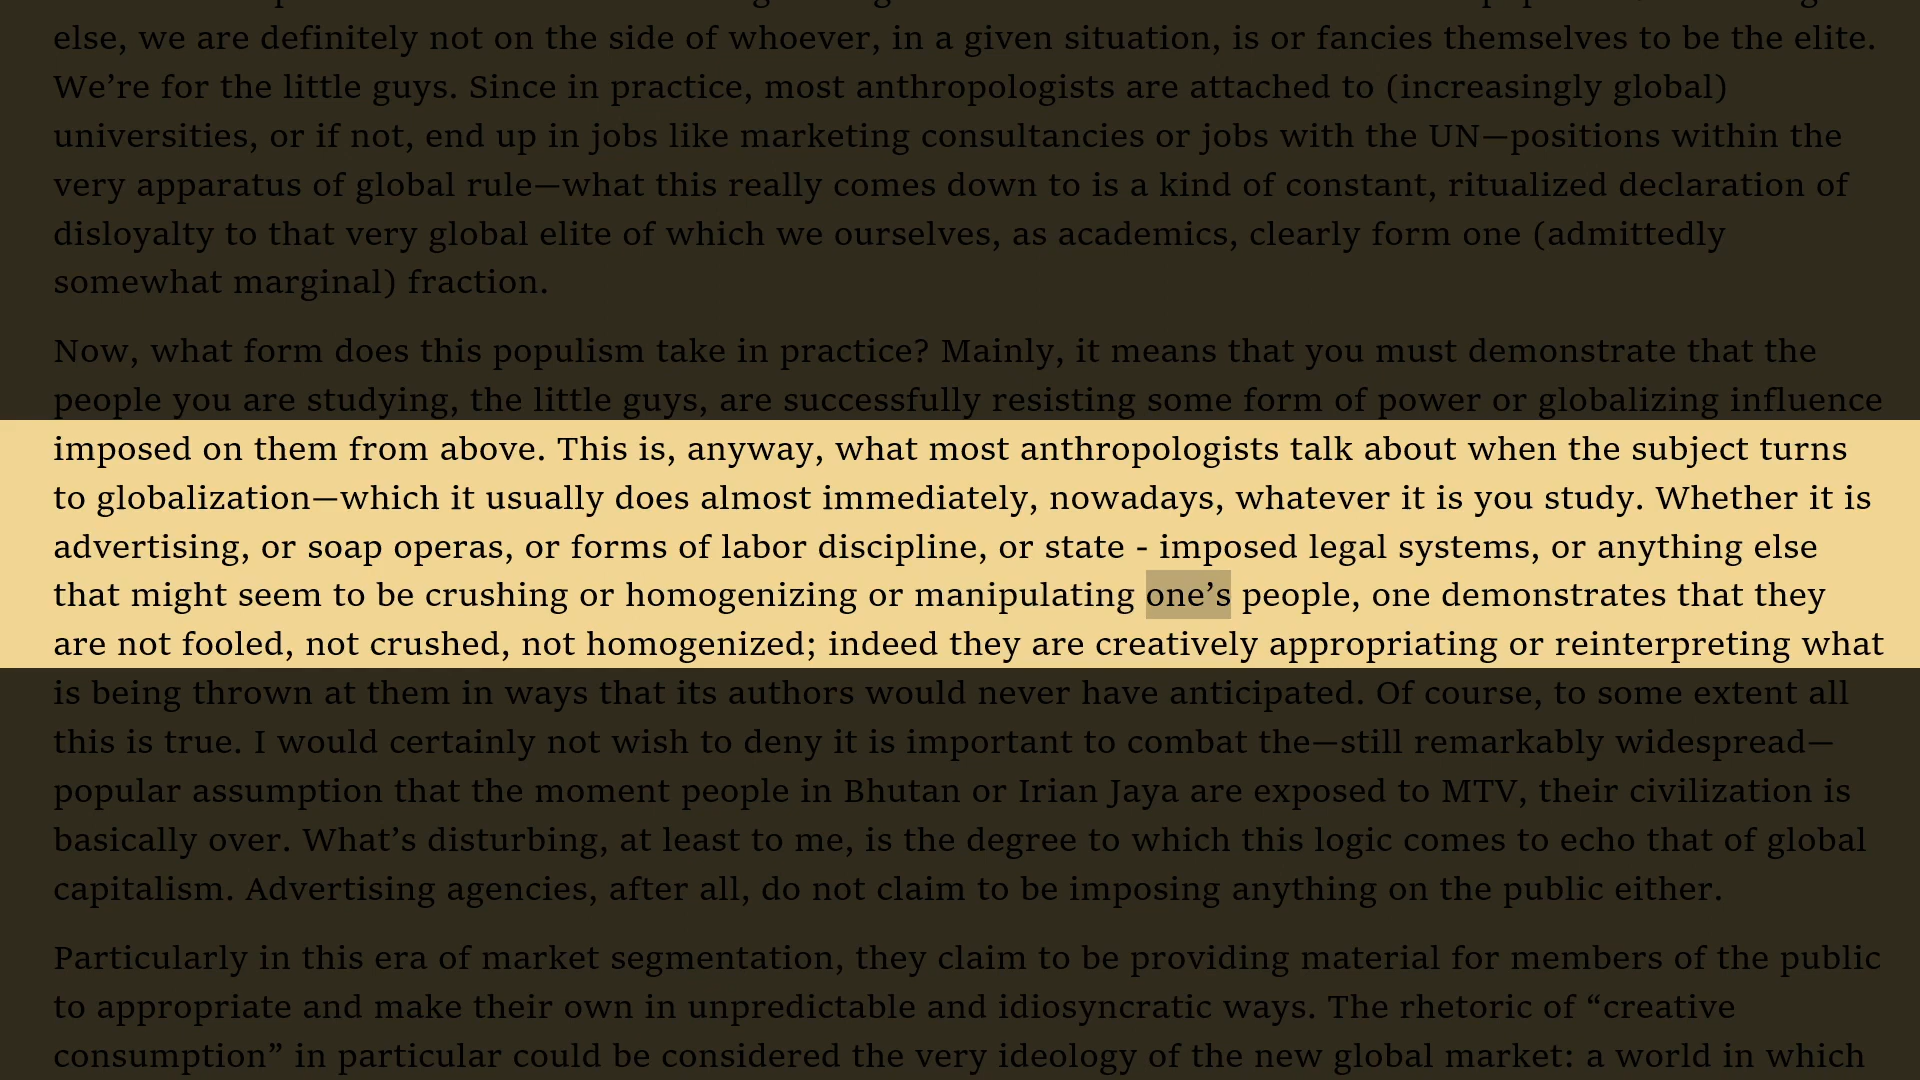 else, we are definitely not on the side of whoever, in a given situation, is or fancies themselves to be the elite.
We’re for the little guys. Since in practice, most anthropologists are attached to (increasingly global)
universities, or if not, end up in jobs like marketing consultancies or jobs with the UN—positions within the
very apparatus of global rule—what this really comes down to is a kind of constant, ritualized declaration of
disloyalty to that very global elite of which we ourselves, as academics, clearly form one (admittedly
somewhat marginal) fraction.
Now, what form does this populism take in practice? Mainly, it means that you must demonstrate that the
people you are studying, the little guys, are successfully resisting some form of power or globalizing influence
imposed on them from above. This is, anyway, what most anthropologists talk about when the subject turns
to globalization—which it usually does almost immediately, nowadays, whatever it is you study. Whether it is
advertising, or soap operas, or forms of labor discipline, or state - imposed legal systems, or anything else
that might seem to be crushing or homogenizing or manipulating one’s people, one demonstrates that they
are not fooled, not crushed, not homogenized; indeed they are creatively appropriating or reinterpreting what
is being thrown at them in ways that its authors would never have anticipated. Of course, to some extent all
this is true. I would certainly not wish to deny it is important to combat the—still remarkably widespread—
popular assumption that the moment people in Bhutan or Irian Jaya are exposed to MTV, their civilization is
basically over. What’s disturbing, at least to me, is the degree to which this logic comes to echo that of global
capitalism. Advertising agencies, after all, do not claim to be imposing anything on the public either.
Particularly in this era of market segmentation, they claim to be providing material for members of the public
to appropriate and make their own in unpredictable and idiosyncratic ways. The rhetoric of “creative
consumption” in particular could be considered the very ideology of the new global market: a world in which